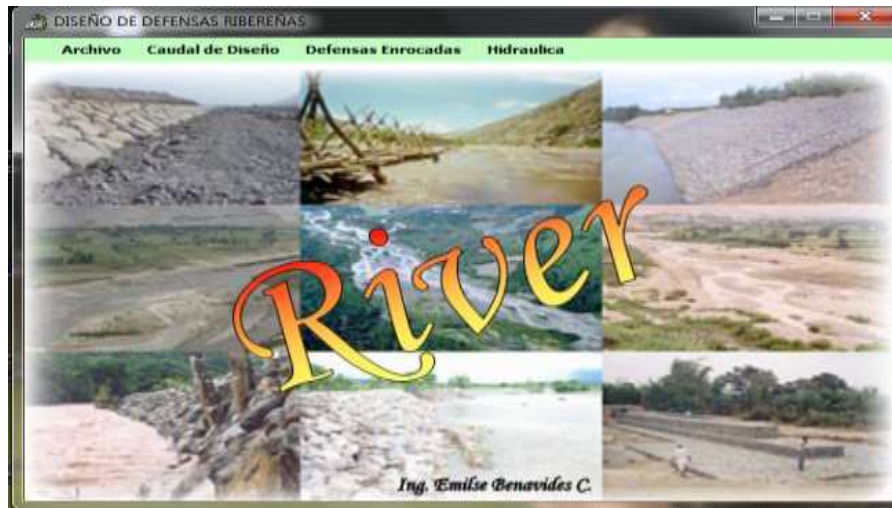 DISEÑO DE DEFENSAS RIBEREÑAS
Archivo Caudal de Diseño Defensas Enrocadas Hidraulica
River
Ing. Emilse Benavides C.